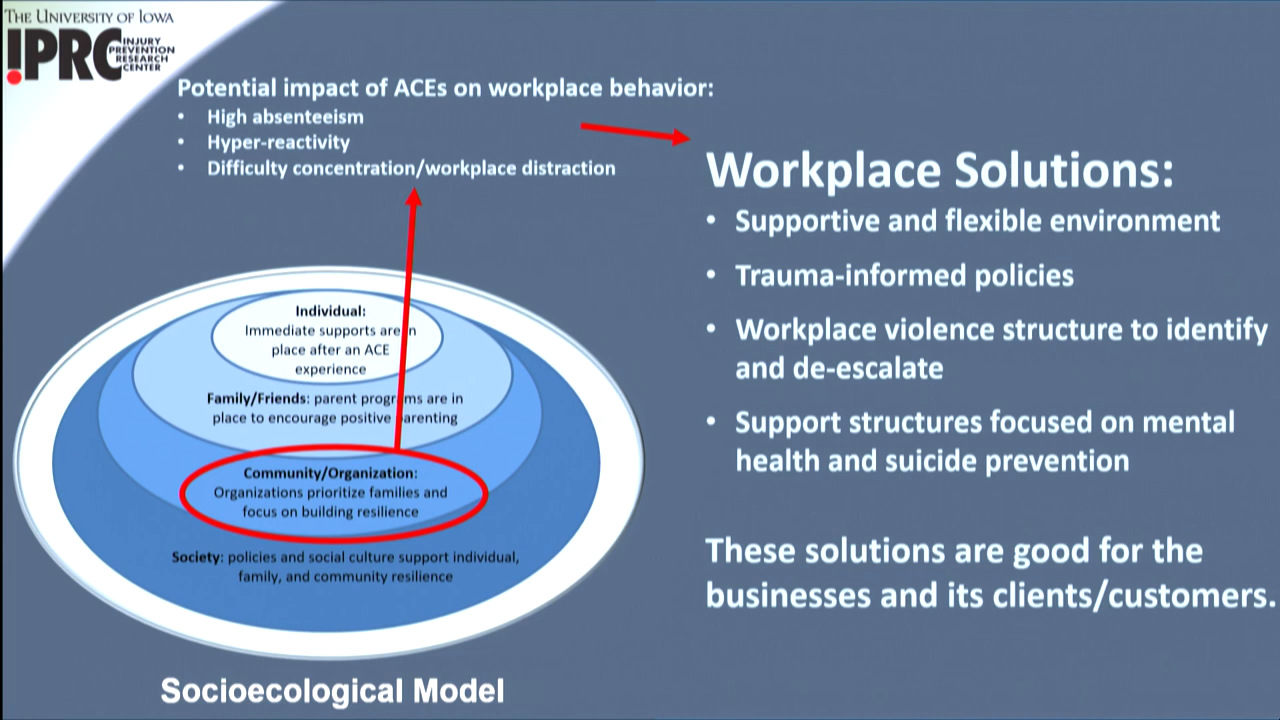 THE UNIVERSITY OF IOWA
IPRC
INJURY
PREVENTION
RESEARCH
CENTER
Potential impact of ACEs on workplace behavior:
• High absenteeism
• Hyper-reactivity
• Difficulty concentration/workplace distraction
Individual:
Immediate supports are in
place after an ACE
experience
Family/Friends: parent programs are in
place to encourage positive parenting
Community/Organization:
Organizations prioritize families and
focus on building resilience
Society: policies and social culture support individual,
family, and community resilience
Socioecological Model
Workplace Solutions:
• Supportive and flexible environment
• Trauma-informed policies
• Workplace violence structure to identify
and de-escalate
• Support structures focused on mental
health and suicide prevention
These solutions are good for the
businesses and its clients/customers.